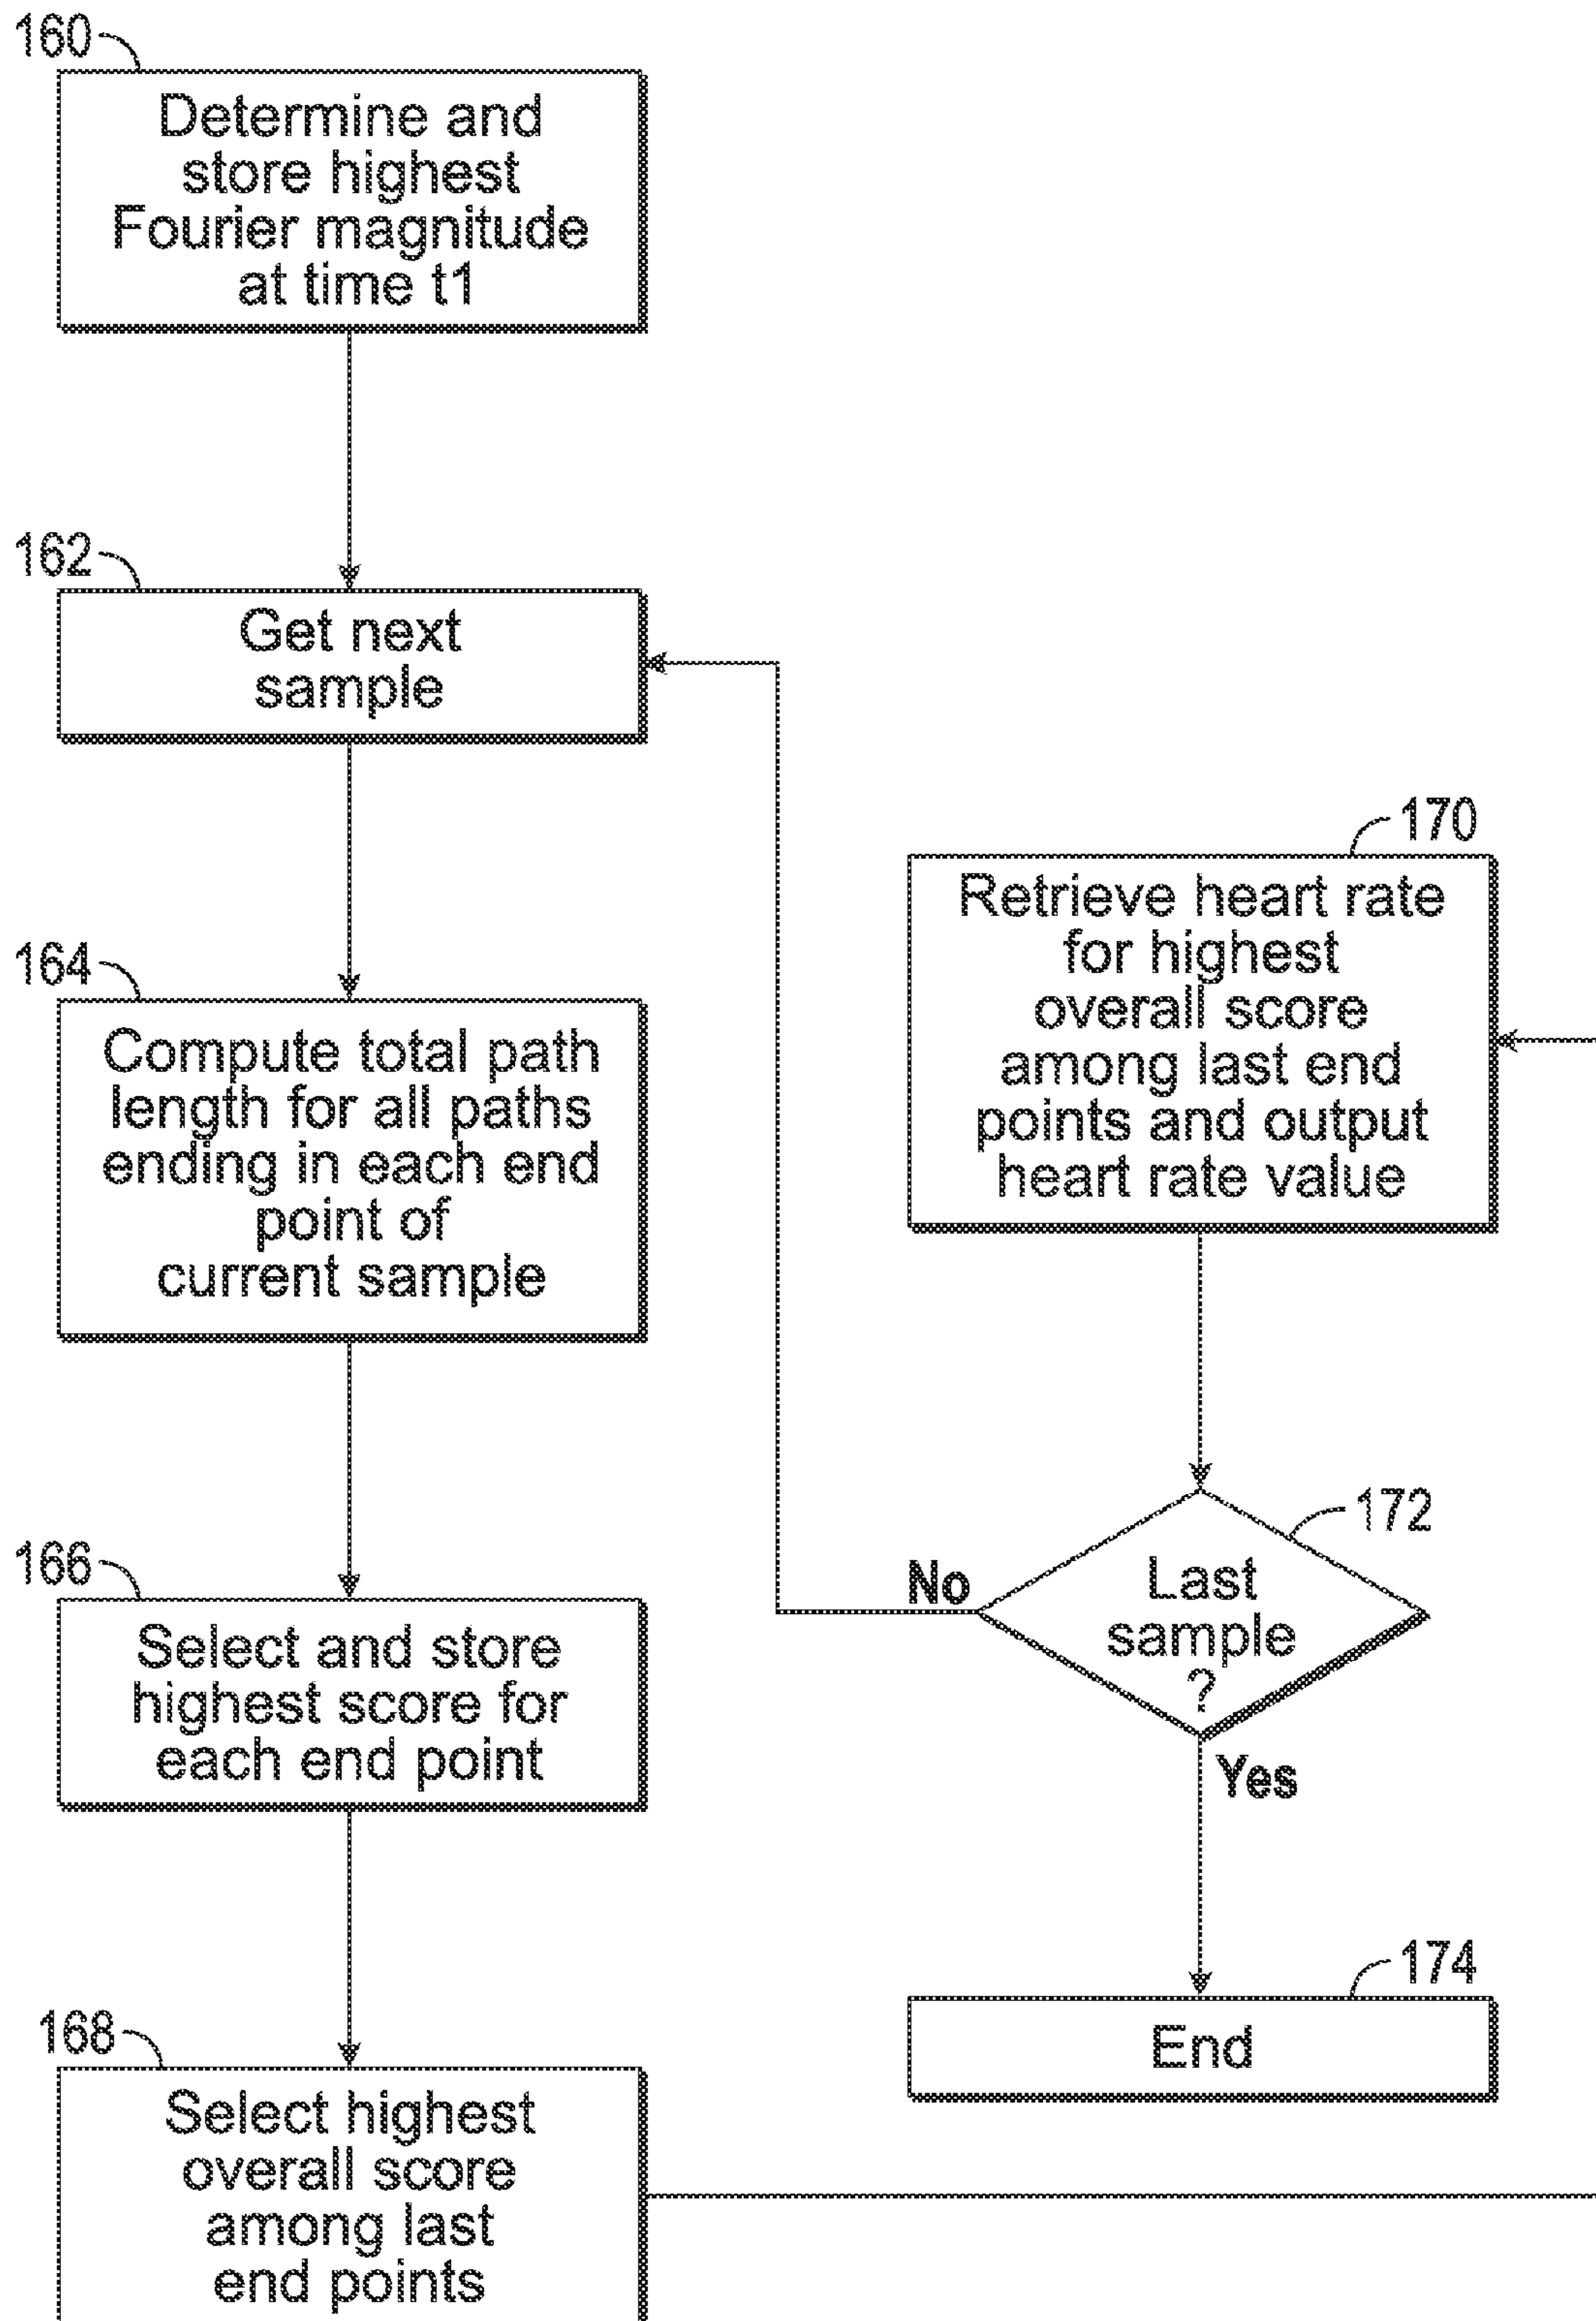 160
Determine and
store highest
Fourier magnitude
at time t1
162
Get next
sample
164
Compute total path
length for all paths
ending in each end
point of
current sample
166
Select and store
highest score for
each end point
168
Select highest
overall score
among last
end points
170
Retrieve heart rate
for highest
overall score
among last end
points and output
heart rate value
172
Last
sample
?
No
Yes
174
End